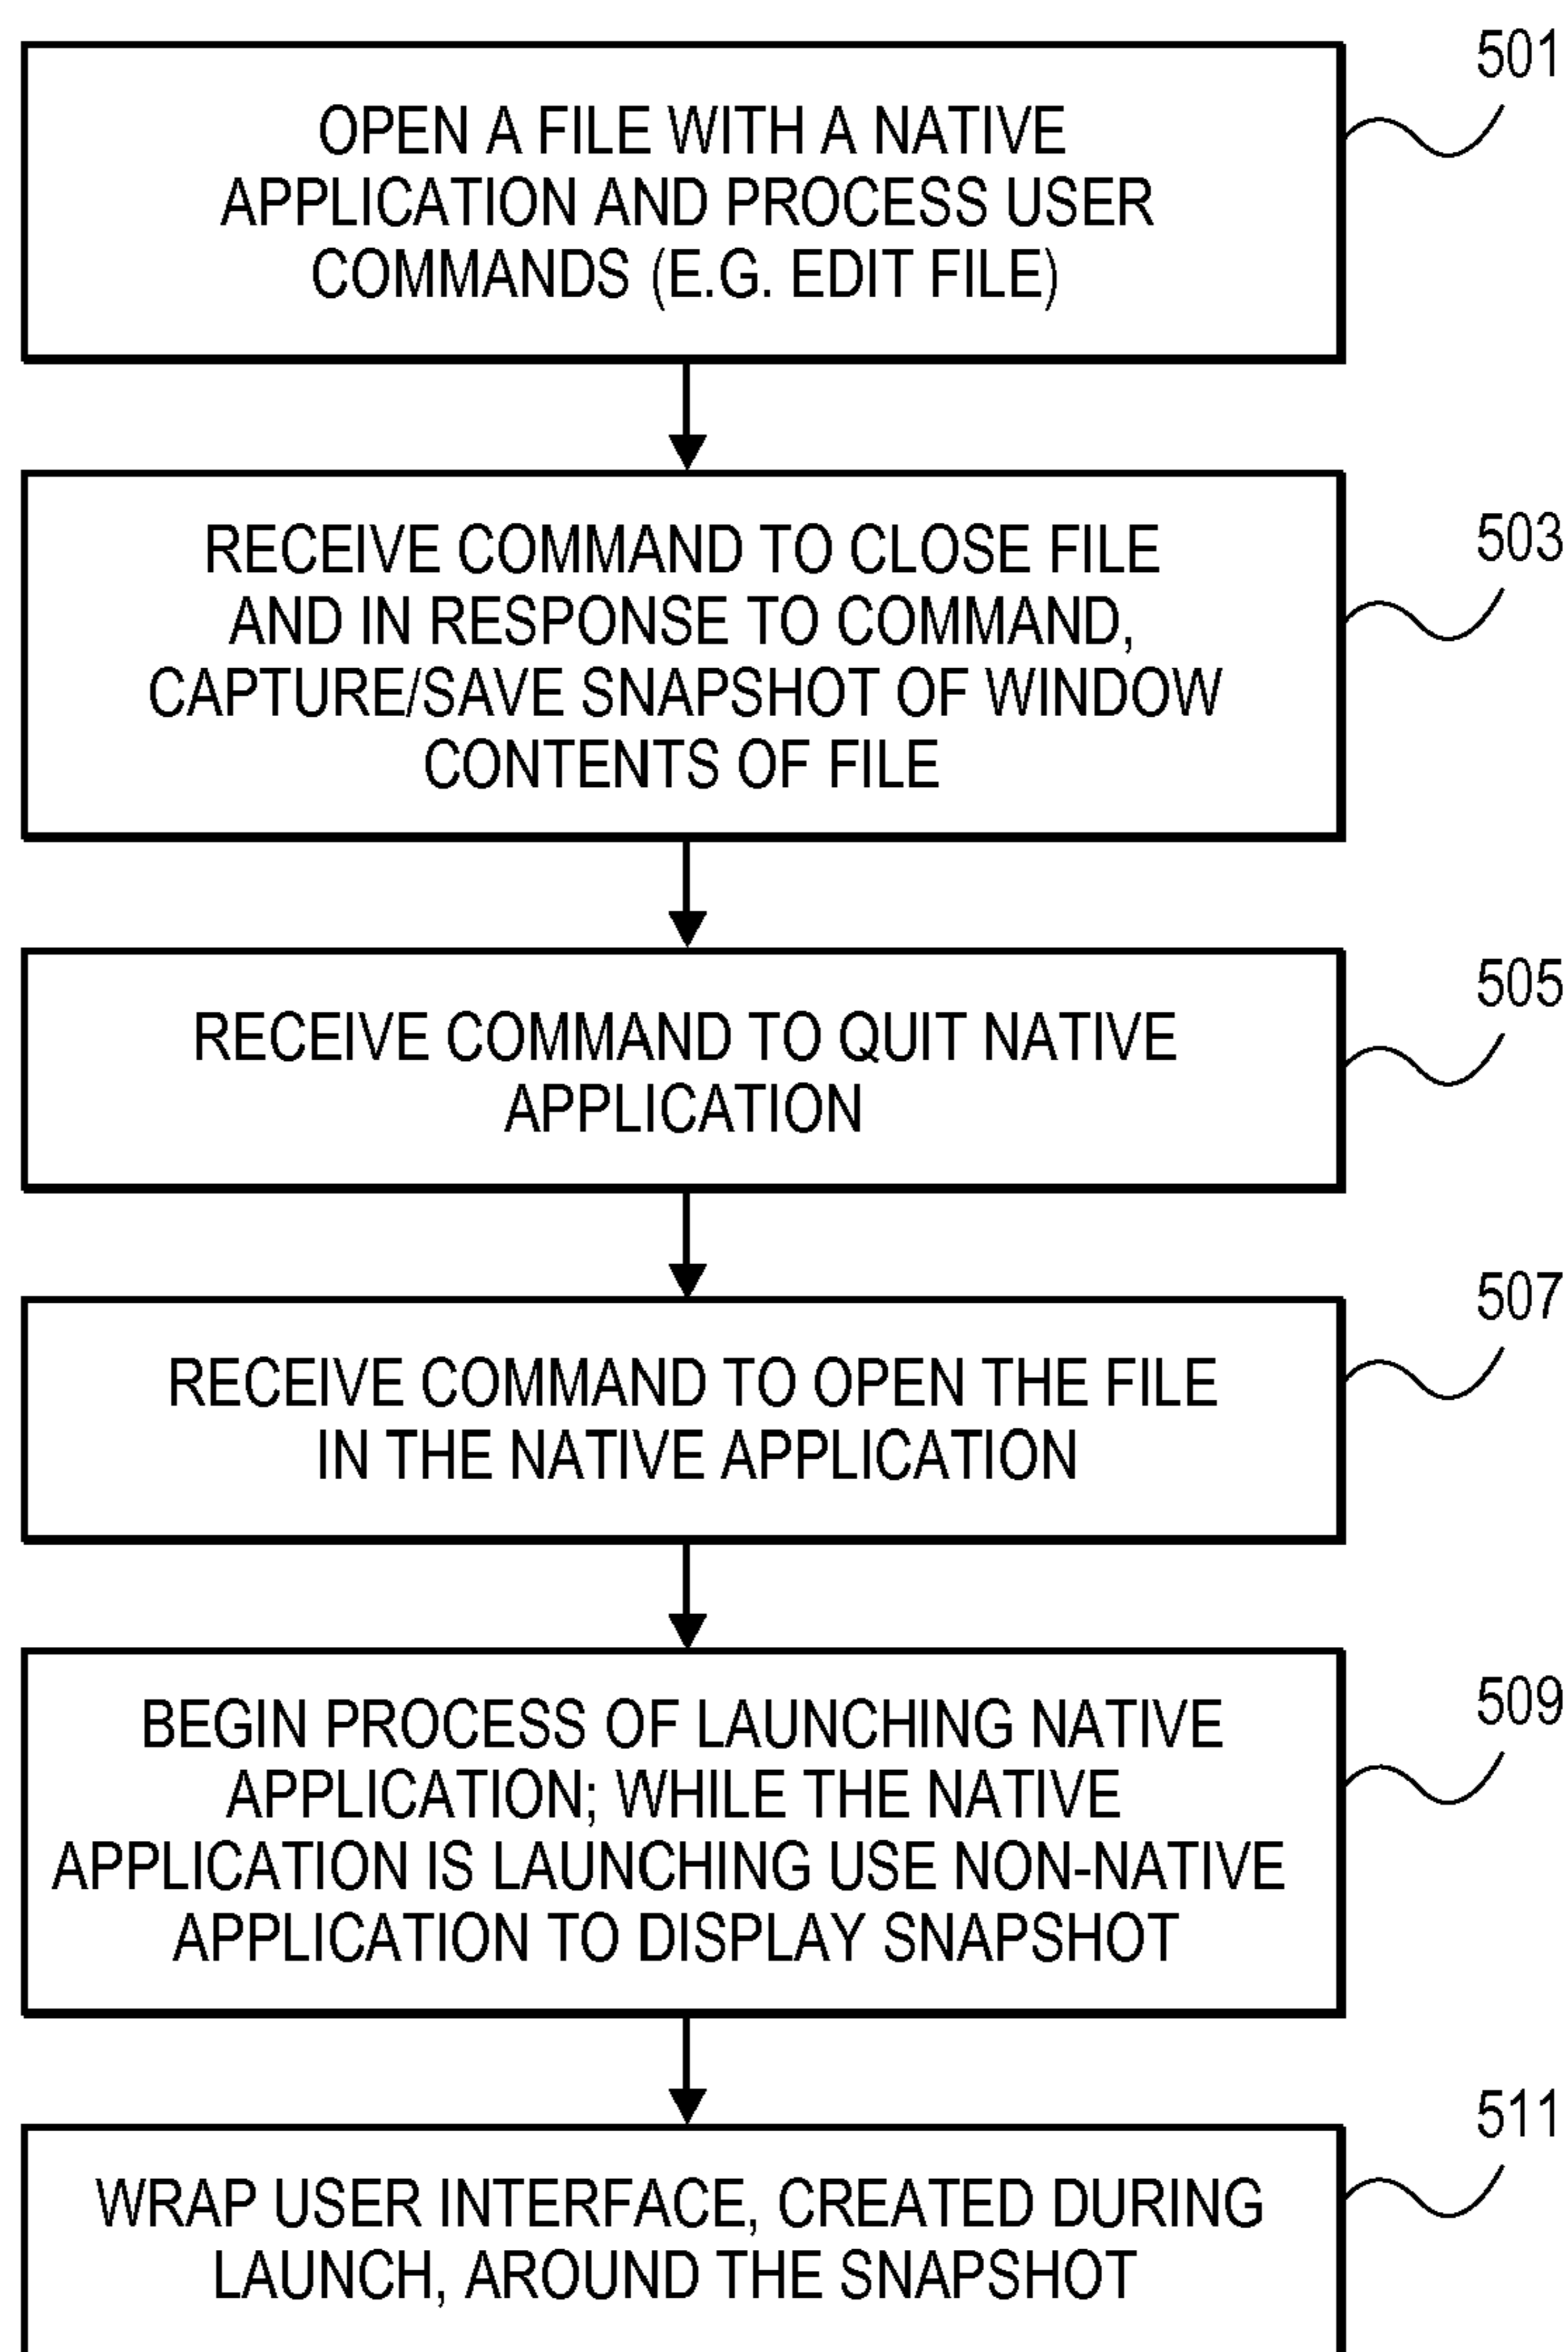 501
OPEN A FILE WITH A NATIVE
APPLICATION AND PROCESS USER
COMMANDS (E.G. EDIT FILE)
503
RECEIVE COMMAND TO CLOSE FILE
AND IN RESPONSE TO COMMAND,
CAPTURE/SAVE SNAPSHOT OF WINDOW
CONTENTS OF FILE
505
RECEIVE COMMAND TO QUIT NATIVE
APPLICATION
507
RECEIVE COMMAND TO OPEN THE FILE
IN THE NATIVE APPLICATION
509
BEGIN PROCESS OF LAUNCHING NATIVE
APPLICATION; WHILE THE NATIVE
APPLICATION IS LAUNCHING USE NON-NATIVE
APPLICATION TO DISPLAY SNAPSHOT
511
WRAP USER INTERFACE, CREATED DURING
LAUNCH, AROUND THE SNAPSHOT